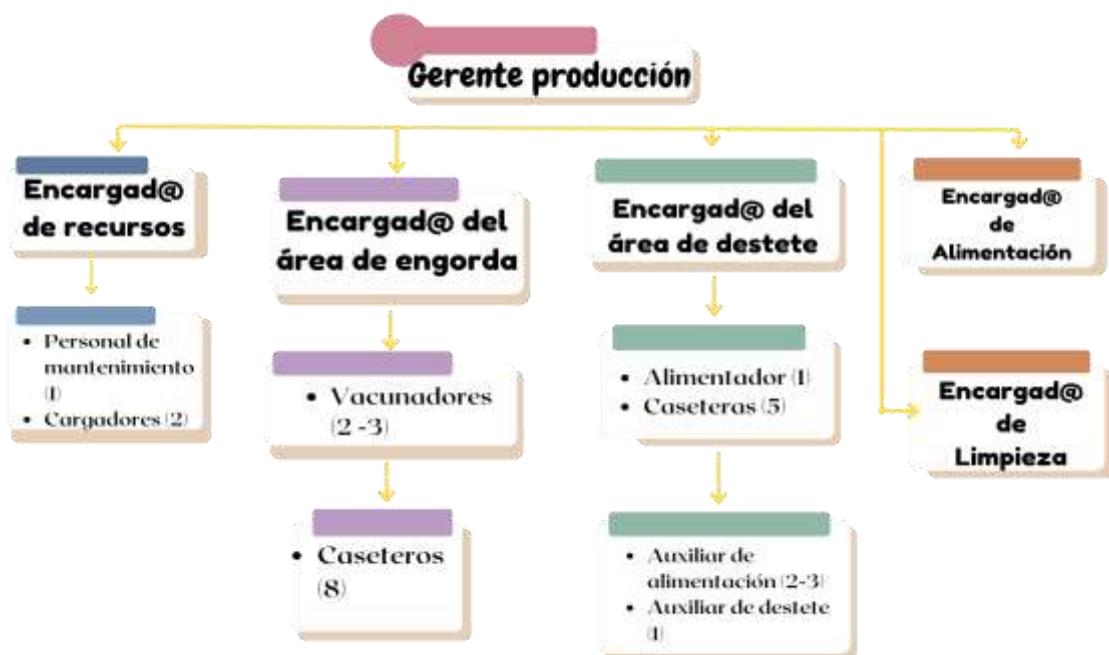 Gerente producción
Encargad@
de recursos
• Personal de
mantenimiento
(1)
• Cargadores (2)
Encargad@ del
área de engorda
• Vacunadores
(2 -3)
• Caseteros
(8)
Encargad@ del
área de destete
• Alimentador (1)
• Caseteras (5)
• Auxiliar de
alimentación (2-3)
• Auxiliar de destete
(1)
Encargad@
de
Alimentación
Encargad@
de
Limpieza